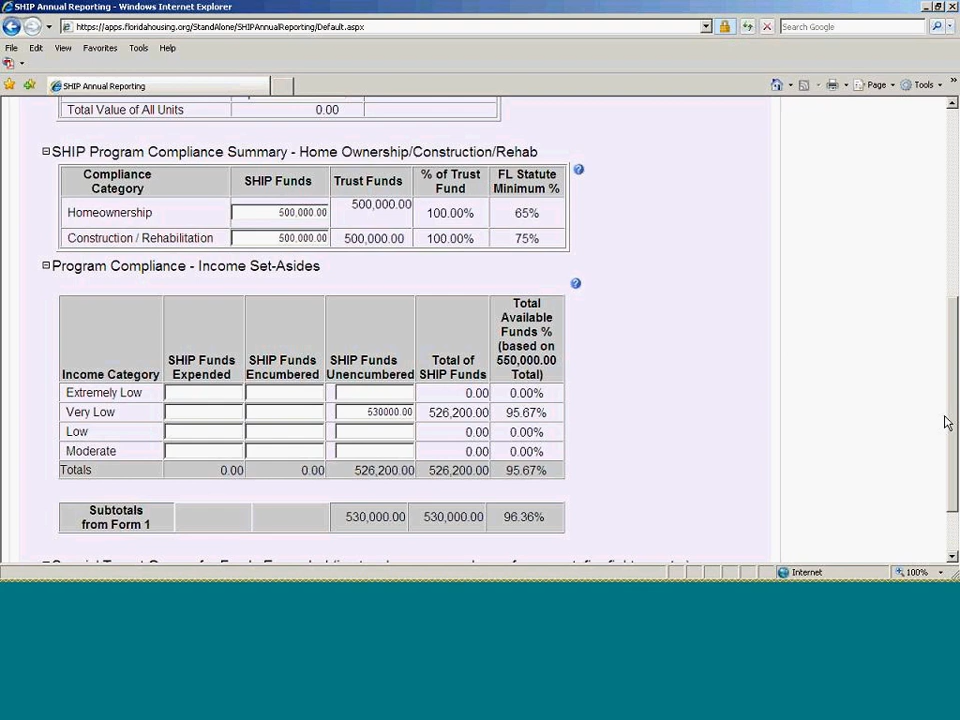 SHIP Annual Reporting - Windows Internet Explorer
https://apps.floridahousing.org/StandAlone/SHIPAnnualReporting/Default.aspx
Search Google
File Edit View Favorites Tools Help
SHIP Annual Reporting
Page Tools
Total Value of All Units 0.00
SHIP Program Compliance Summary - Home Ownership/Construction/Rehab
Compliance Category SHIP Funds Trust Funds % of Trust Fund FL Statute Minimum %
Homeownership 500,000.00 500,000.00 100.00% 65%
Construction / Rehabilitation 500,000.00 500,000.00 100.00% 75%
Program Compliance - Income Set-Asides
Income Category SHIP Funds Expended SHIP Funds Encumbered SHIP Funds Unencumbered Total of SHIP Funds Total Available Funds % (based on 550,000.00 Total)
Extremely Low 0.00 0.00%
Very Low 530000.00 526,200.00 95.67%
Low 0.00 0.00%
Moderate 0.00 0.00%
Totals 0.00 0.00 526,200.00 526,200.00 95.67%
Subtotals from Form 1 530,000.00 530,000.00 96.36%
Internet 100%